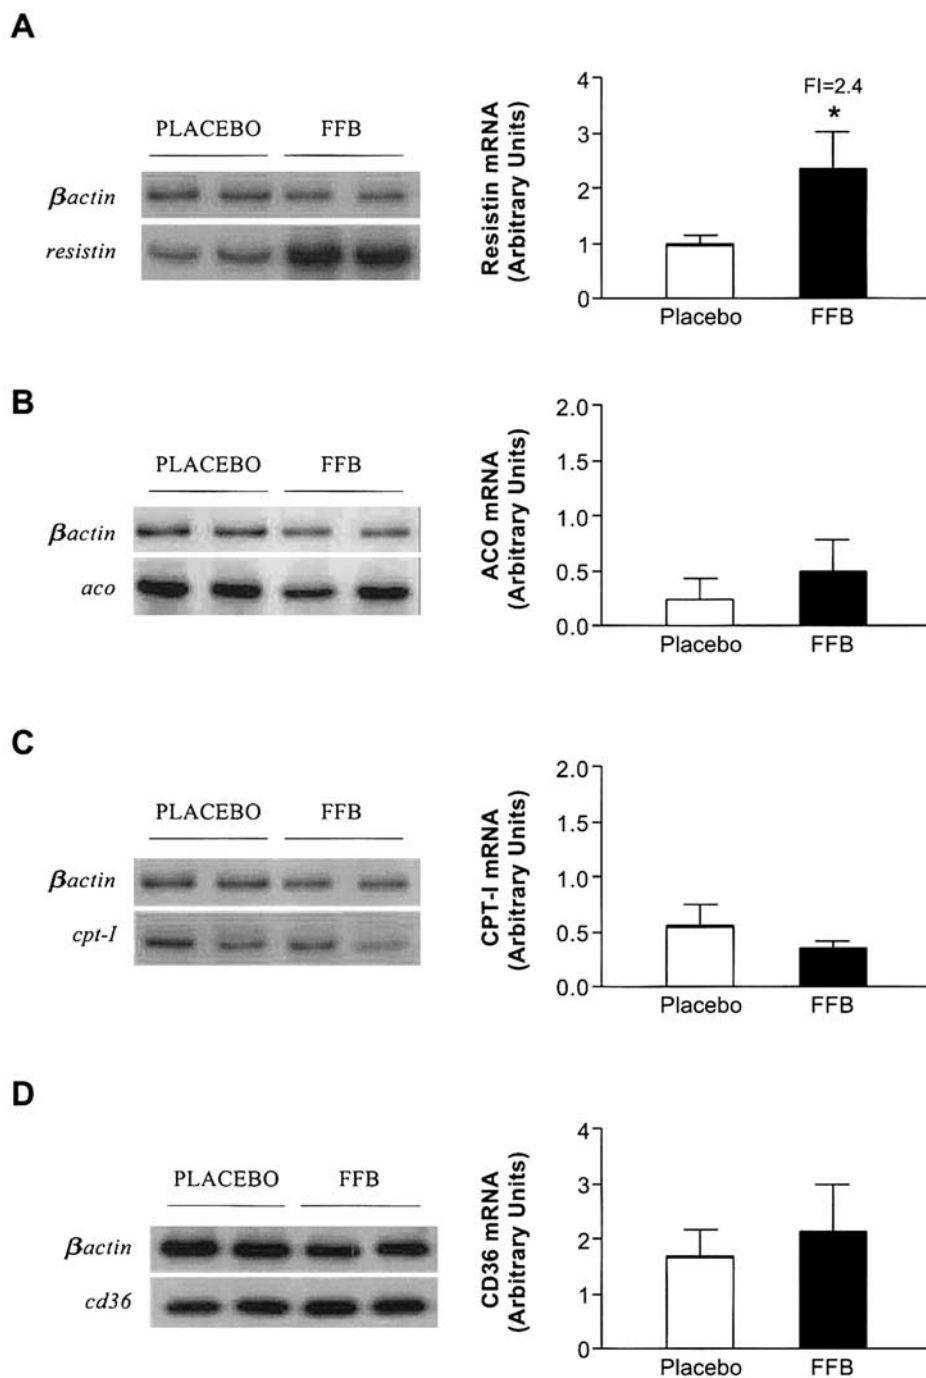 A
PLACEBO FFB
βactin
resistin
Resistin mRNA
(Arbitrary Units)
4
3
2
1
0
FI=2.4
*
Placebo FFB
B
PLACEBO FFB
βactin
aco
ACO mRNA
(Arbitrary Units)
2.0
1.5
1.0
0.5
0.0
Placebo FFB
C
PLACEBO FFB
βactin
cpt-I
CPT-I mRNA
(Arbitrary Units)
2.0
1.5
1.0
0.5
0.0
Placebo FFB
D
PLACEBO FFB
βactin
cd36
CD36 mRNA
(Arbitrary Units)
4
3
2
1
0
Placebo FFB